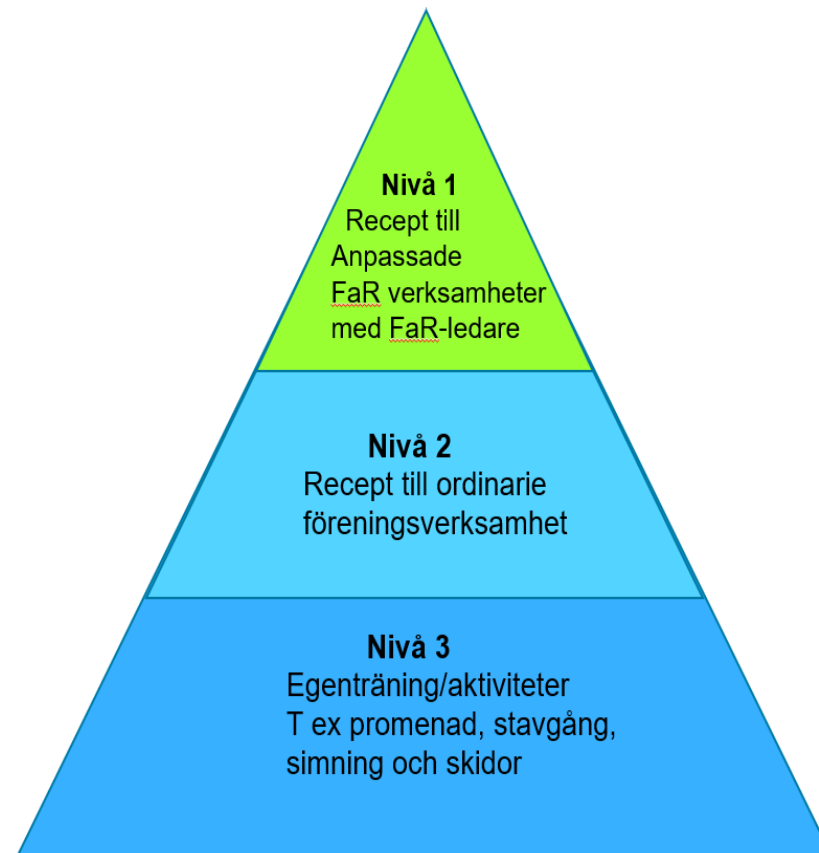 Nivå 1
Recept till
Anpassade
FaR verksamheter
med FaR-ledare
Nivå 2
Recept till ordinarie
föreningsverksamhet
Nivå 3
Egenträning/aktiviteter
T ex promenad, stavgång,
simning och skidor